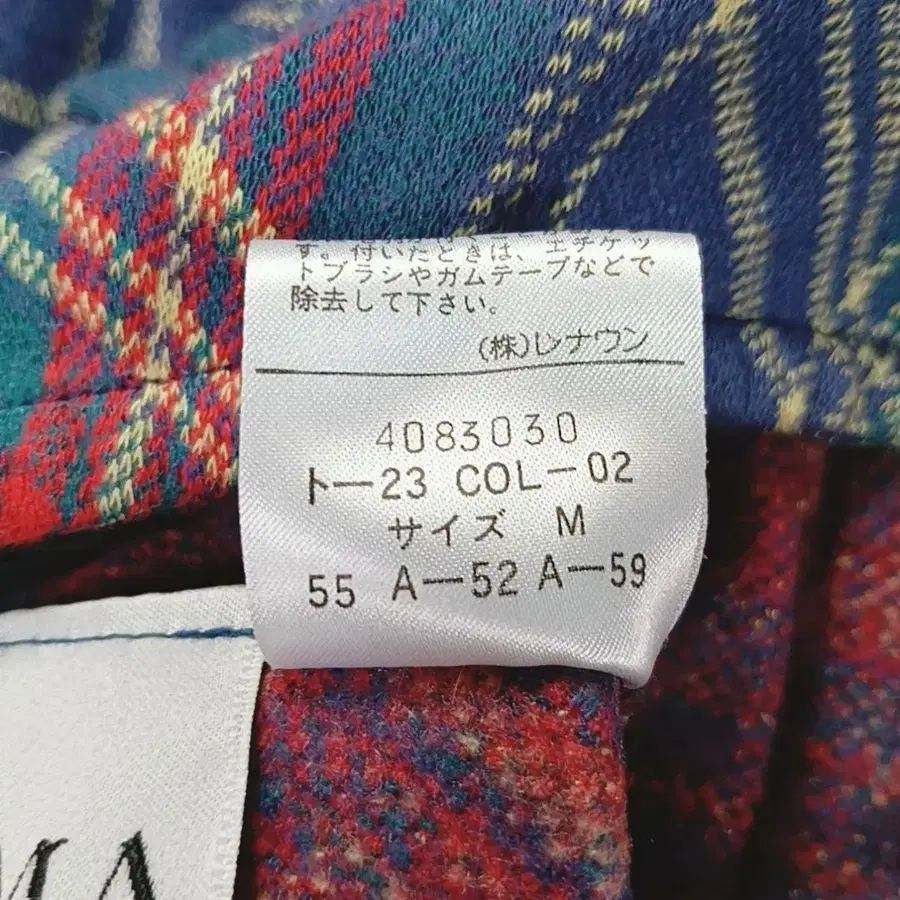 す。付いたときは、エチケッ
トブラシやガムテープなどで
除去して下さい。
(株)レナウン
4083030
ト—23 COL—02
サイズ M
55 A—52 A—59
MA